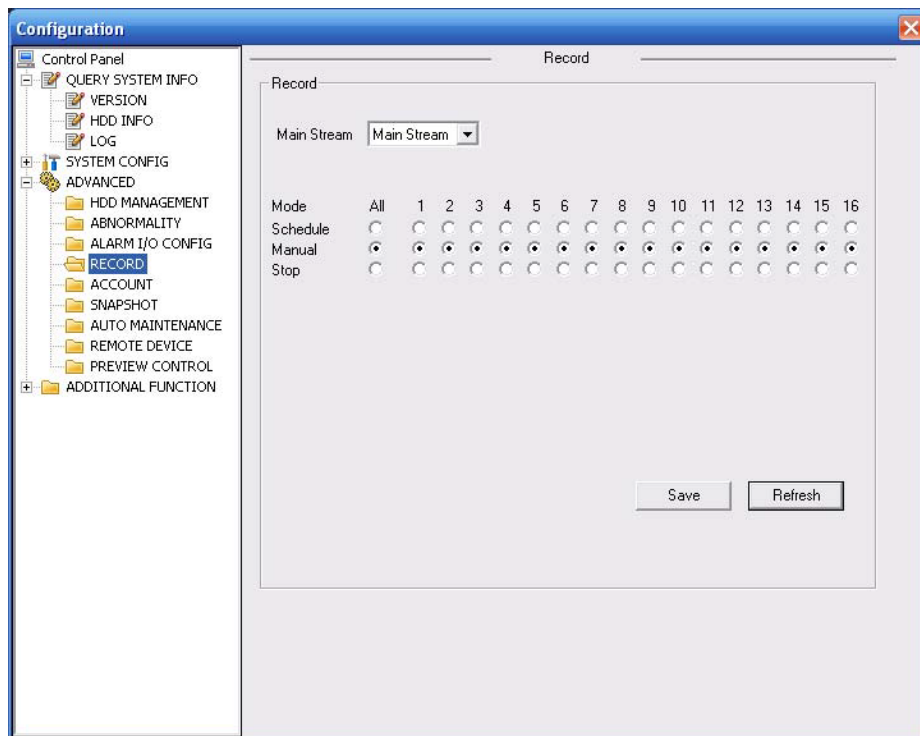 Configuration
Control Panel
QUERY SYSTEM INFO
VERSION
HDD INFO
LOG
SYSTEM CONFIG
ADVANCED
HDD MANAGEMENT
ABNORMALITY
ALARM I/O CONFIG
RECORD
ACCOUNT
SNAPSHOT
AUTO MAINTENANCE
REMOTE DEVICE
PREVIEW CONTROL
ADDITIONAL FUNCTION
Record
Record
Main Stream Main Stream
Mode All 1 2 3 4 5 6 7 8 9 10 11 12 13 14 15 16
Schedule
Manual
Stop
Save Refresh